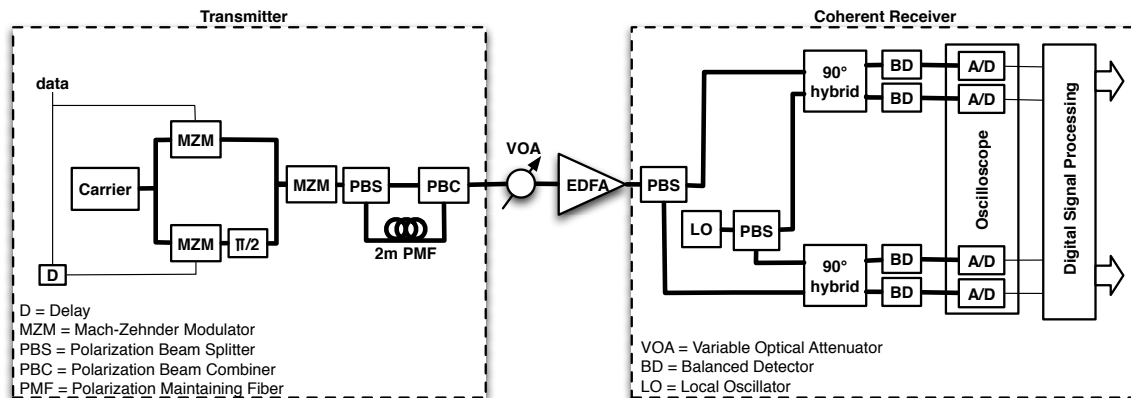 Transmitter
Coherent Receiver
data
Carrier
MZM
MZM
π/2
D
MZM
PBS
PBC
2m PMF
D = Delay
MZM = Mach-Zehnder Modulator
PBS = Polarization Beam Splitter
PBC = Polarization Beam Combiner
PMF = Polarization Maintaining Fiber
VOA
EDFA
PBS
LO
PBS
90°
hybrid
90°
hybrid
BD
BD
BD
BD
A/D
A/D
A/D
A/D
Oscilloscope
Digital Signal Processing
VOA = Variable Optical Attenuator
BD = Balanced Detector
LO = Local Oscillator